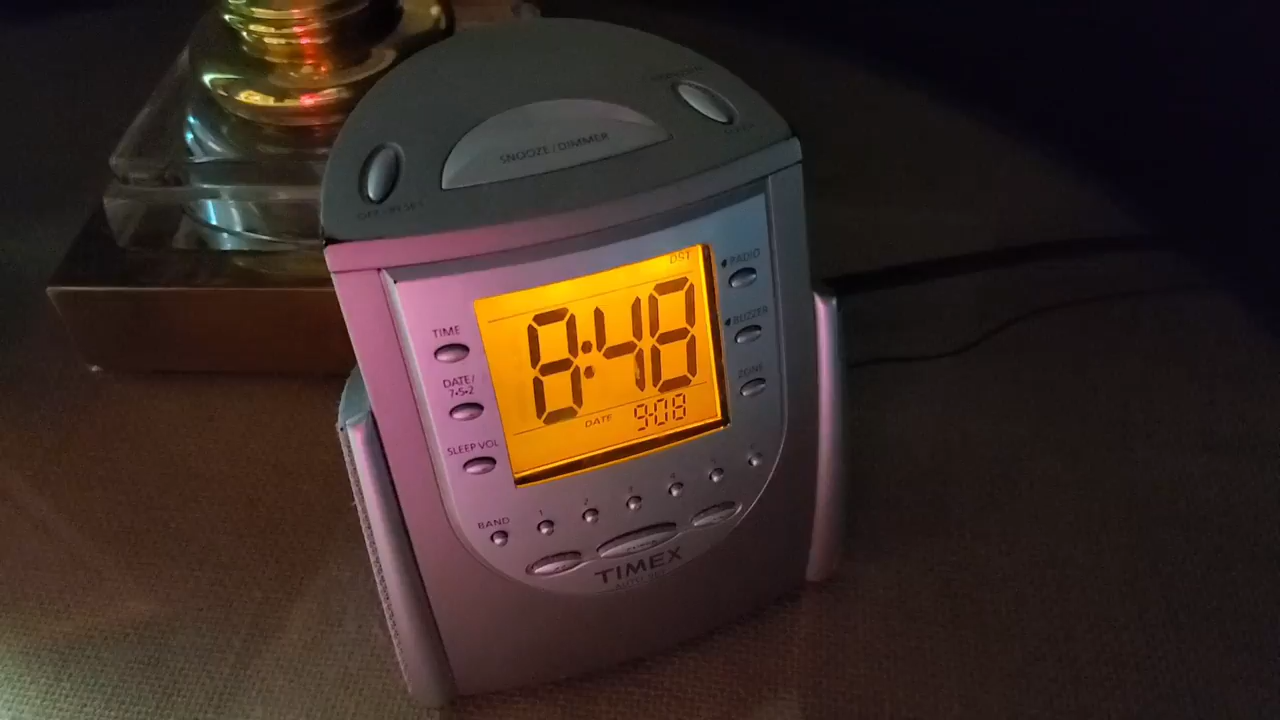 SNOOZE / DIMMER
DST
RADIO
BUZZER
ZONE
TIME
8:48
DATE/
7•5•2
DATE 9:08
SLEEP VOL
BAND 1 2 3 4 5
TIMEX